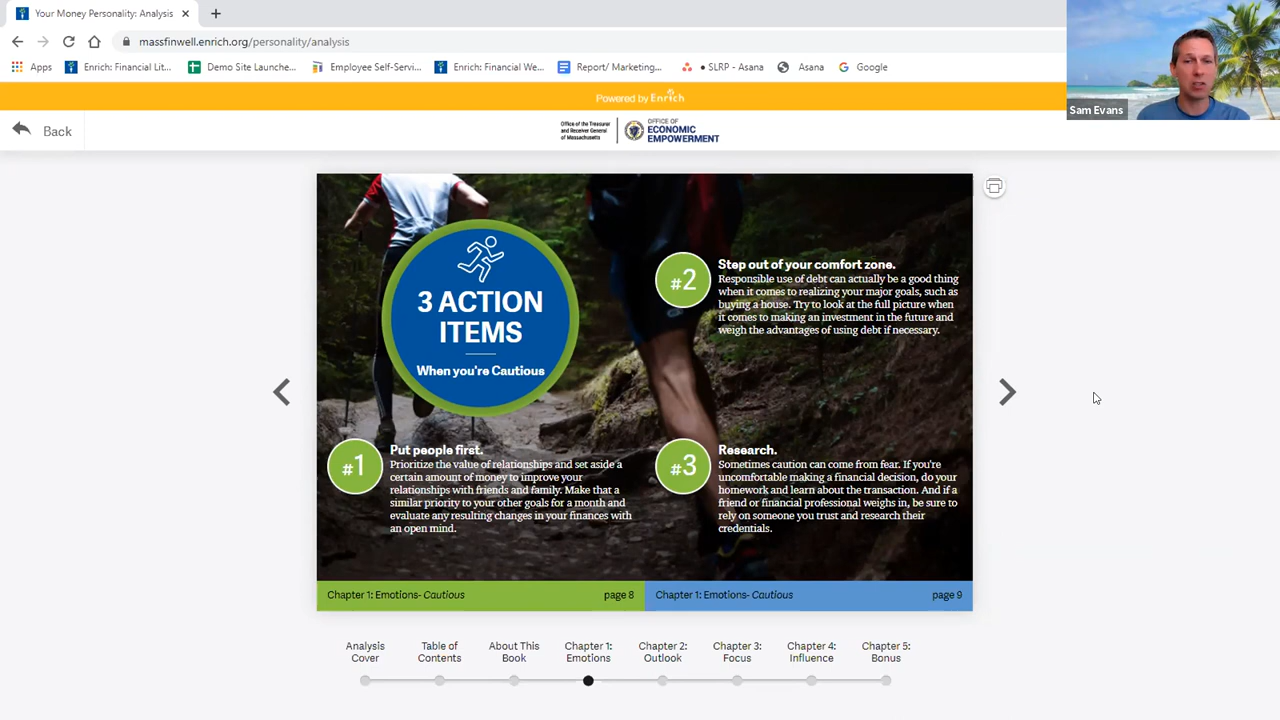 Your Money Personality: Analysis
massfinwell.enrich.org/personality/analysis
Apps
Enrich: Financial Lit...
Demo Site Launche...
Employee Self-Servi...
Enrich Financial We...
Report/ Marketing...
SLRP - Asana
Asana
Google
Sam Evans
Powered by Enrich
Back
Office of the Treasurer
and Receiver General
of Massachusetts
OFFICE OF
ECONOMIC
EMPOWERMENT
3 ACTION
ITEMS
When you're Cautious
#1
Put people first.
Prioritize the value of relationships and set aside a
certain amount of money to improve your
relationships with friends and family. Make that a
similar priority to your other goals for a month and
evaluate any resulting changes in your finances with
an open mind.
#2
Step out of your comfort zone.
Responsible use of debt can actually be a good thing
when it comes to realizing your major goals, such as
buying a house. Try to look at the full picture when
it comes to making an investment in the future and
weigh the advantages of using debt if necessary.
#3
Research.
Sometimes caution can come from fear. If you're
uncomfortable making a financial decision, do your
homework and learn about the transaction. And if a
friend or financial professional weighs in, be sure to
rely on someone you trust and research their
credentials.
Chapter 1: Emotions- Cautious
page 8
Chapter 1: Emotions- Cautious
page 9
Analysis
Cover
Table of
Contents
About This
Book
Chapter 1:
Emotions
Chapter 2:
Outlook
Chapter 3:
Focus
Chapter 4:
Influence
Chapter 5:
Bonus